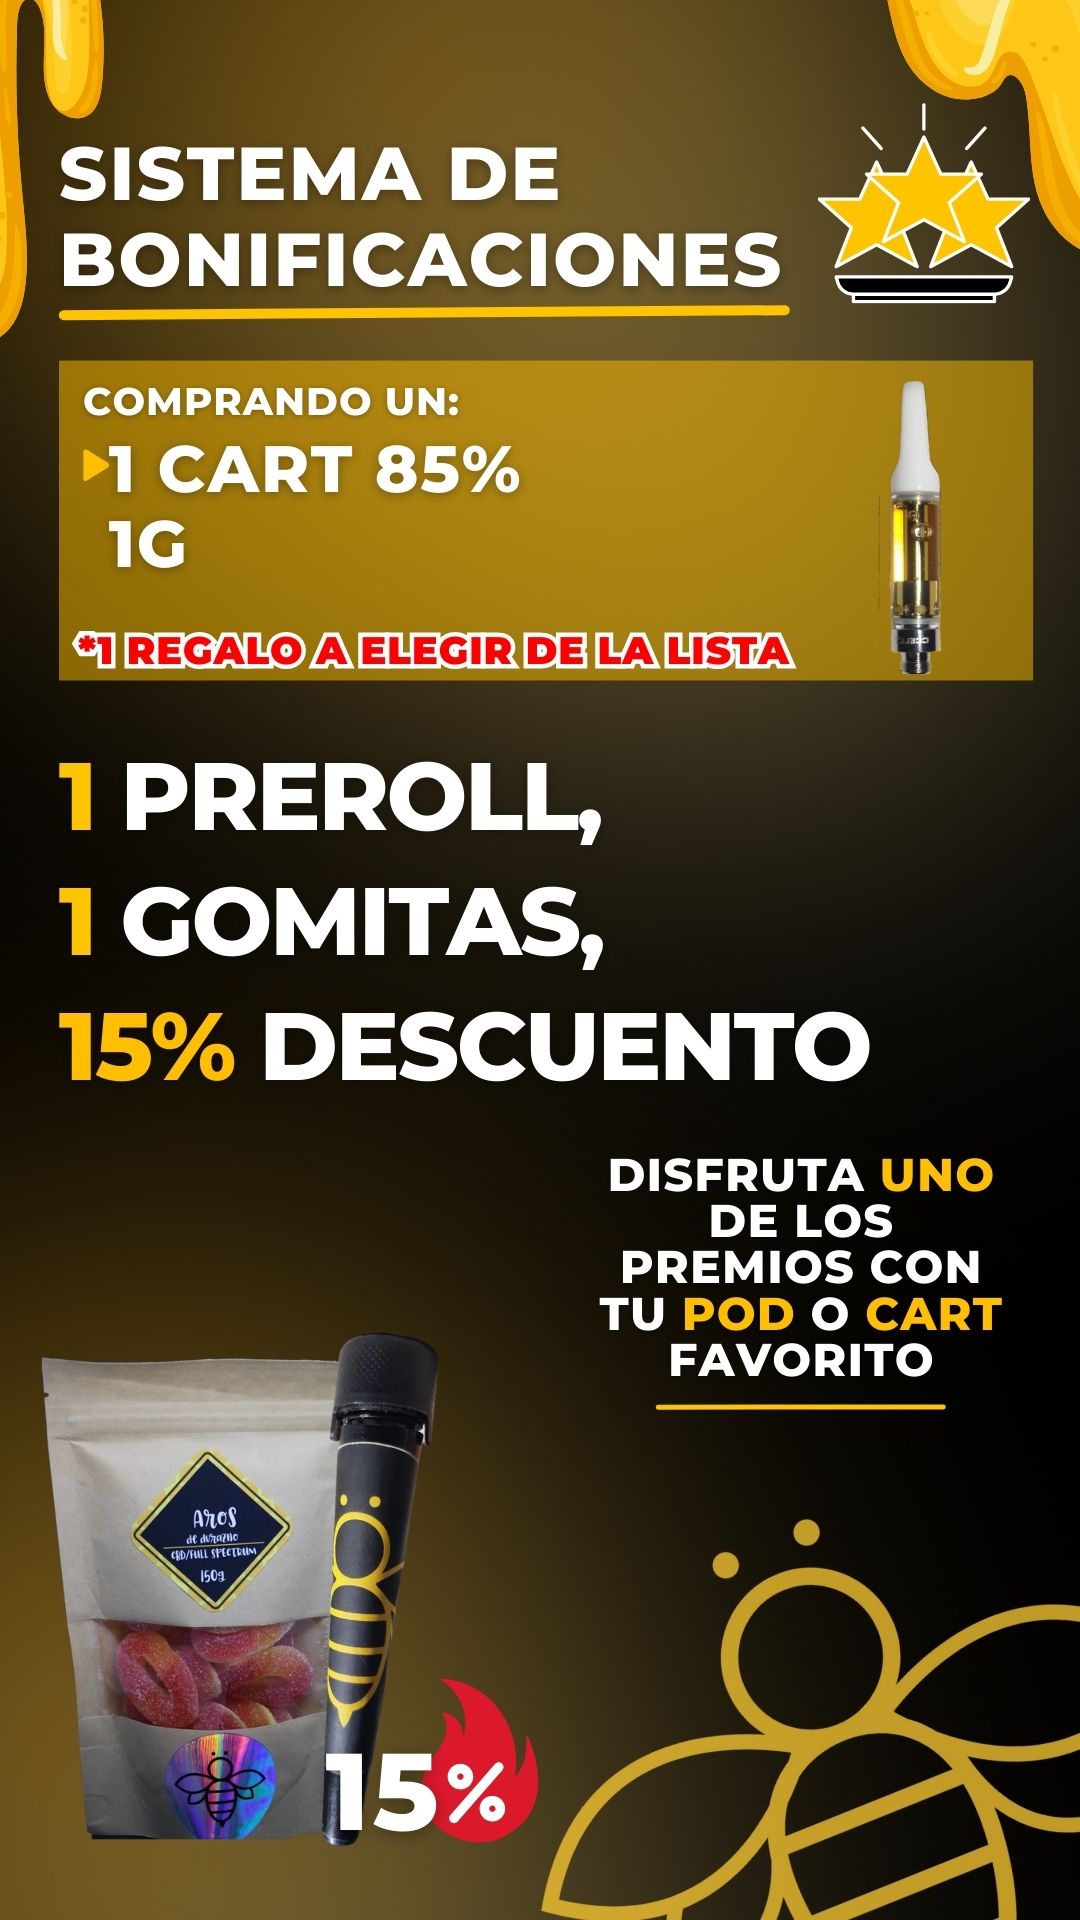 SISTEMA DE
BONIFICACIONES
COMPRANDO UN:
1 CART 85%
1G
*1 REGALO A ELEGIR DE LA LISTA
CCELL
1 PREROLL,
1 GOMITAS,
15% DESCUENTO
DISFRUTA UNO
DE LOS
PREMIOS CON
TU POD O CART
FAVORITO
Aros
de durazno
CBD/FULL SPECTRUM
150g
15%